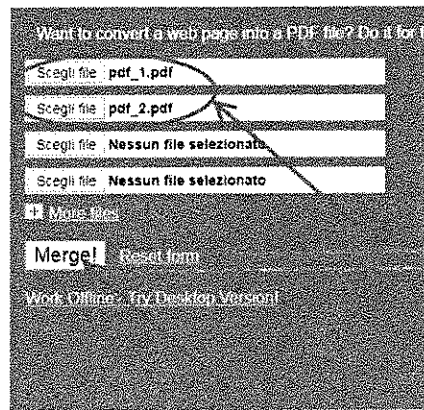 Want to convert a web page into a PDF file? Do it for f
Scegli file pdf_1.pdf
Scegli file pdf_2.pdf
Scegli file Nessun file selezionato
Scegli file Nessun file selezionato
+ More files
Merge! Reset form
Work Offline? Try Desktop Version!